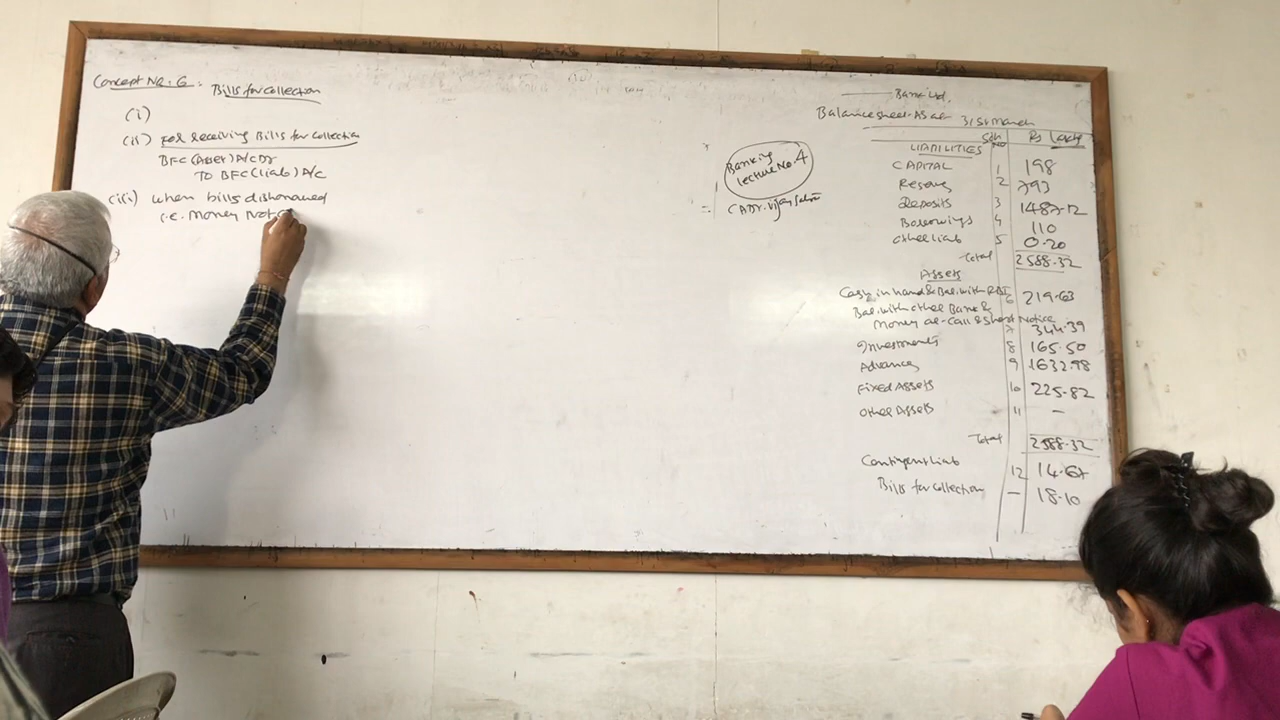 Concept No. 6: Bills for collection
(i)
(ii) For receiving Bills for collection
BFC (Asset) A/c Dr
TO BFC (Liab) A/c
(iii) When bills dishonoured
i.e. Money Not
Banking
lecture No. 4
Bank Ltd.
Balance sheet As at 31st March
Sch No Rs Lacs
LIABILITIES
CAPITAL 1 198
Reserve 2 793
Deposits 3 1487.12
Borrowings 4 110
other liab 5 0.20
Total 2588.32
Assets
Cash in hand & Bal. with RBI 6 219.63
Bal. with other Bank &
Money at Call & Short Notice 7 344.39
Investments 8 165.50
Advance 9 1632.98
Fixed Assets 10 225.82
Other Assets 11 -
Total 2588.32
Contingent Liab 12 14.67
Bills for collection - 18.10